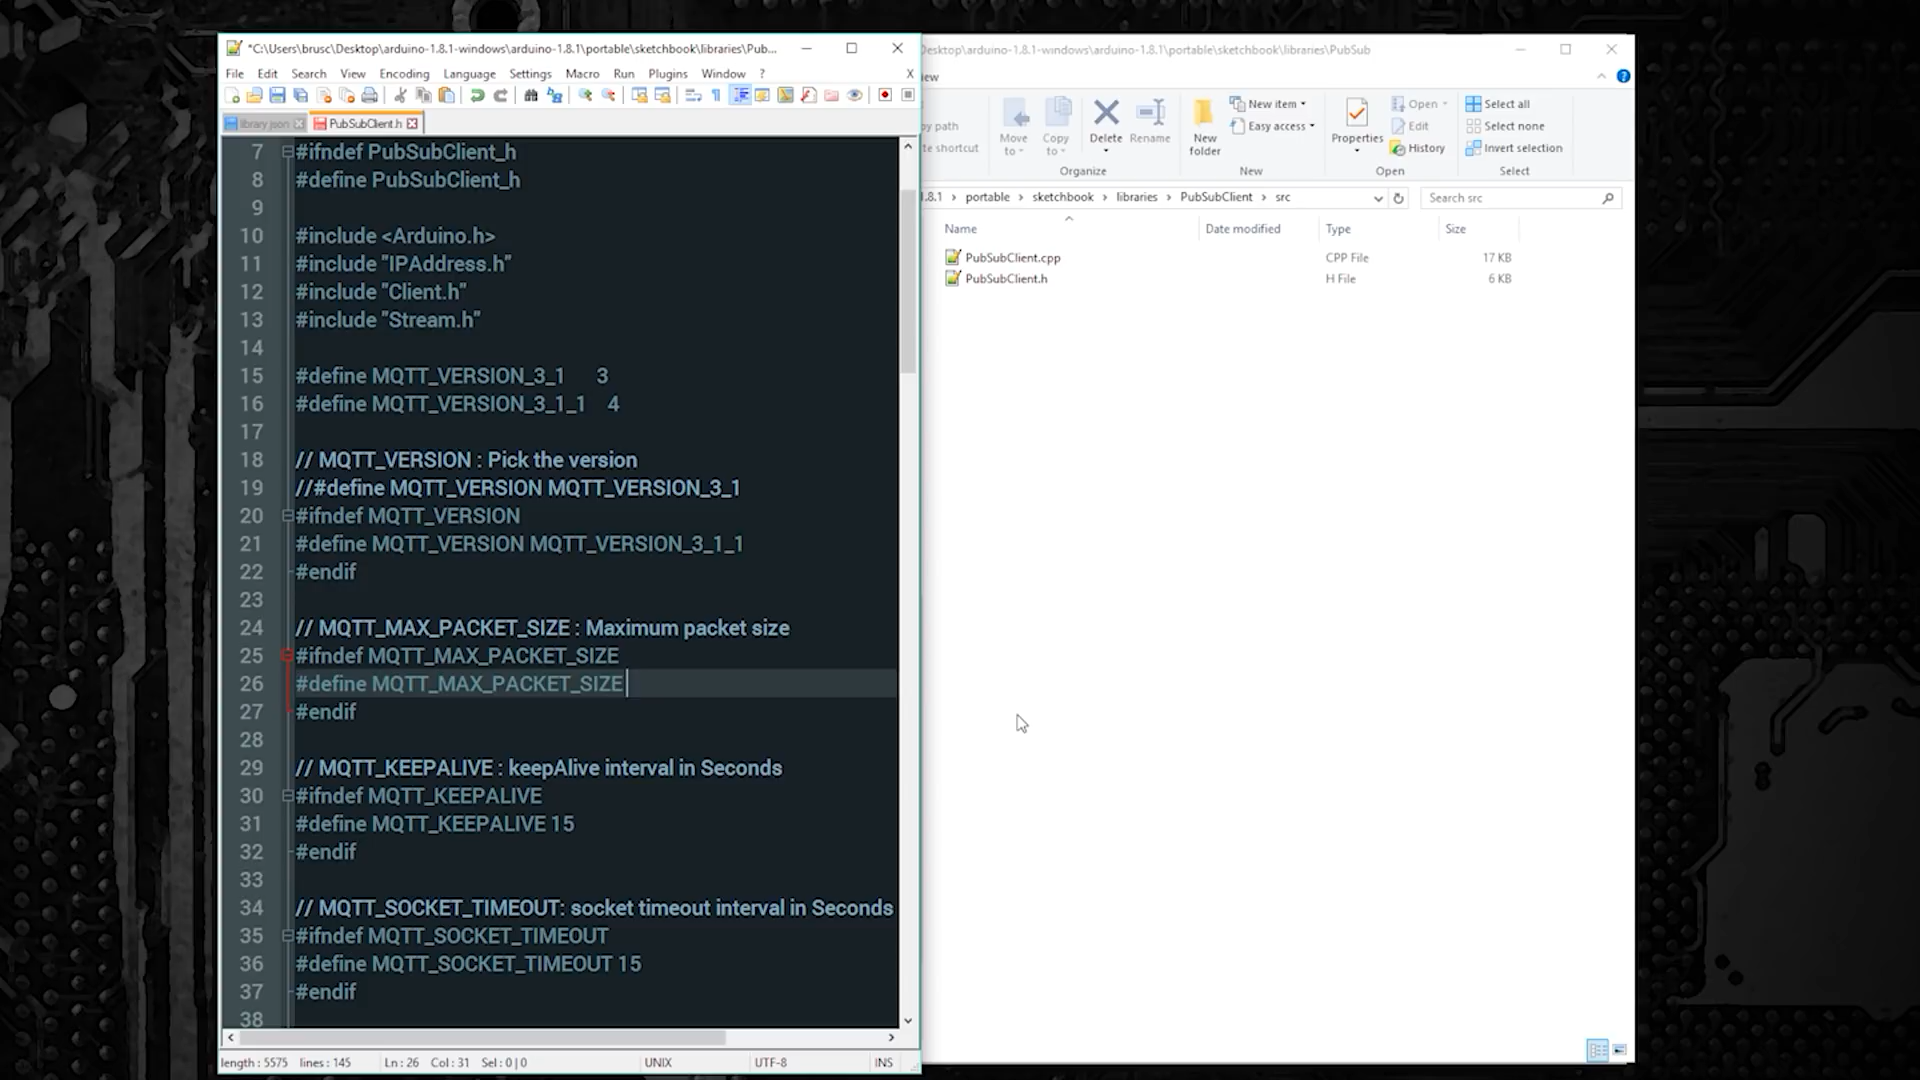 *C:\Users\brusc\Desktop\arduino-1.8.1-windows\arduino-1.8.1\portable\sketchbook\libraries\Pub...
File Edit Search View Encoding Language Settings Macro Run Plugins Window ? X
library.json PubSubClient.h
7 #ifndef PubSubClient_h
8 #define PubSubClient_h
9
10 #include <Arduino.h>
11 #include "IPAddress.h"
12 #include "Client.h"
13 #include "Stream.h"
14
15 #define MQTT_VERSION_3_1 3
16 #define MQTT_VERSION_3_1_1 4
17
18 // MQTT_VERSION : Pick the version
19 //#define MQTT_VERSION MQTT_VERSION_3_1
20 #ifndef MQTT_VERSION
21 #define MQTT_VERSION MQTT_VERSION_3_1_1
22 #endif
23
24 // MQTT_MAX_PACKET_SIZE : Maximum packet size
25 #ifndef MQTT_MAX_PACKET_SIZE
26 #define MQTT_MAX_PACKET_SIZE
27 #endif
28
29 // MQTT_KEEPALIVE : keepAlive interval in Seconds
30 #ifndef MQTT_KEEPALIVE
31 #define MQTT_KEEPALIVE 15
32 #endif
33
34 // MQTT_SOCKET_TIMEOUT: socket timeout interval in Seconds
35 #ifndef MQTT_SOCKET_TIMEOUT
36 #define MQTT_SOCKET_TIMEOUT 15
37 #endif
38
length : 5575 lines : 145 Ln : 26 Col : 31 Sel : 0 | 0 UNIX UTF-8 INS
Desktop\arduino-1.8.1-windows\arduino-1.8.1\portable\sketchbook\libraries\PubSub
ew
y path
te shortcut
Move to
Copy to
Delete
Rename
Organize
New folder
New item
Easy access
New
Properties
Open
Edit
History
Open
Select all
Select none
Invert selection
Select
1.8.1 > portable > sketchbook > libraries > PubSubClient > src
Search src
Name Date modified Type Size
PubSubClient.cpp CPP File 17 KB
PubSubClient.h H File 6 KB